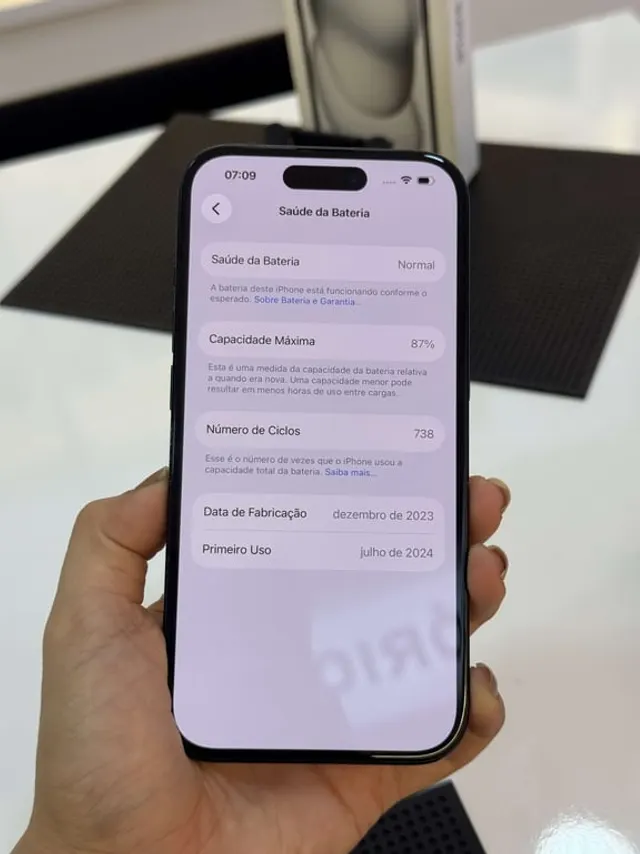 07:09
Saúde da Bateria
Saúde da Bateria Normal
A bateria deste iPhone está funcionando conforme o
esperado. Sobre Bateria e Garantia...
Capacidade Máxima 87%
Esta é uma medida da capacidade da bateria relativa
a quando era nova. Uma capacidade menor pode
resultar em menos horas de uso entre cargas.
Número de Ciclos 738
Esse é o número de vezes que o iPhone usou a
capacidade total da bateria. Saiba mais...
Data de Fabricação dezembro de 2023
Primeiro Uso julho de 2024